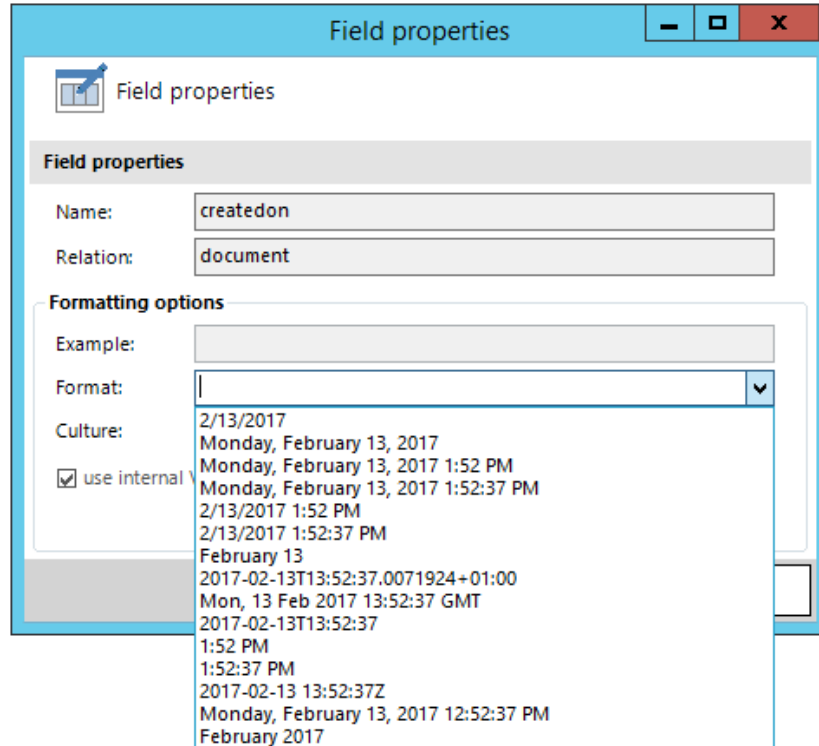 Field properties
Field properties
Field properties
Name: createdon
Relation: document
Formatting options
Example:
Format:
Culture:
use internal
2/13/2017
Monday, February 13, 2017
Monday, February 13, 2017 1:52 PM
Monday, February 13, 2017 1:52:37 PM
2/13/2017 1:52 PM
2/13/2017 1:52:37 PM
February 13
2017-02-13T13:52:37.0071924+01:00
Mon, 13 Feb 2017 13:52:37 GMT
2017-02-13T13:52:37
1:52 PM
1:52:37 PM
2017-02-13 13:52:37Z
Monday, February 13, 2017 12:52:37 PM
February 2017